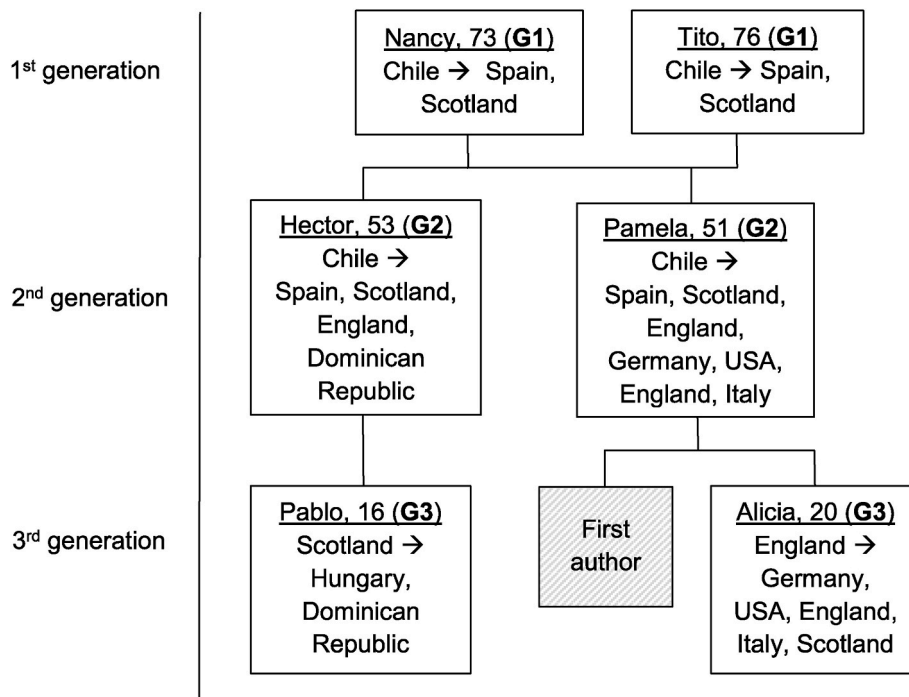 1st generation
Nancy, 73 (G1)
Chile → Spain,
Scotland
Tito, 76 (G1)
Chile → Spain,
Scotland
2nd generation
Hector, 53 (G2)
Chile →
Spain, Scotland,
England,
Dominican
Republic
Pamela, 51 (G2)
Chile →
Spain, Scotland,
England,
Germany, USA,
England, Italy
3rd generation
Pablo, 16 (G3)
Scotland →
Hungary,
Dominican
Republic
First
author
Alicia, 20 (G3)
England →
Germany,
USA, England,
Italy, Scotland